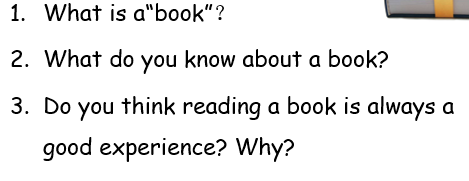 1. What is a“book”?
2. What do you know about a book?
3. Do you think reading a book is always a
good experience? Why?